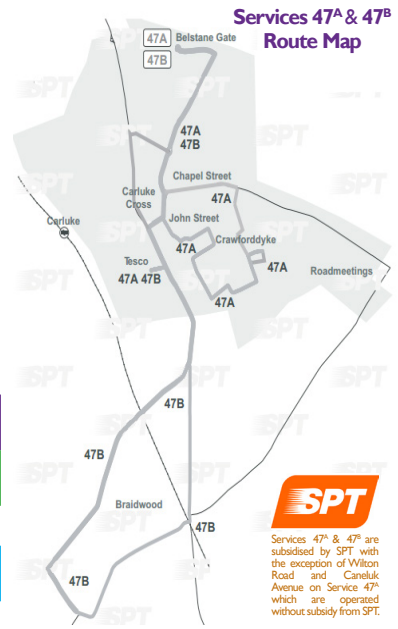 Services 47A & 47B
Route Map
47A Belstane Gate
47B
47A
47B
Chapel Street
47A
Carluke
Cross
John Street
Carluke
Crawforddyke
47A
Tesco
47A
Roadmeetings
47A 47B
47A
47B
47B
Braidwood
47B
47B
SPT
Services 47A & 47B are
subsidised by SPT with
the exception of Wilton
Road and Caneluk
Avenue on Service 47A
which are operated
without subsidy from SPT.